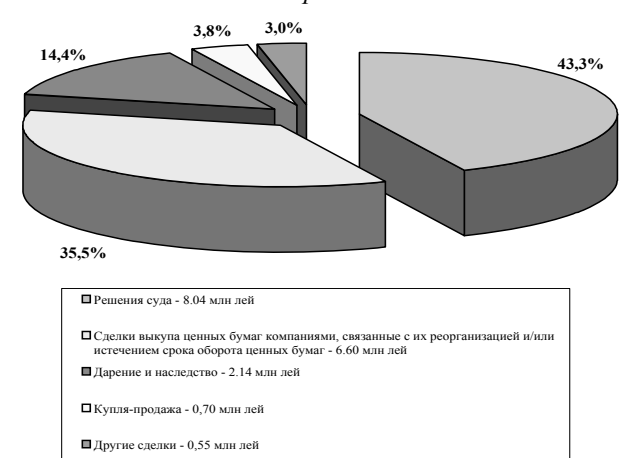 3,8%
3,0%
14,4%
43,3%
35,5%
Решения суда - 8.04 млн лей
Сделки выкупа ценных бумаг компаниями, связанные с их реорганизацией и/или
истечением срока оборота ценных бумаг - 6.60 млн лей
Дарение и наследство - 2.14 млн лей
Купля-продажа - 0,70 млн лей
Другие сделки - 0,55 млн лей